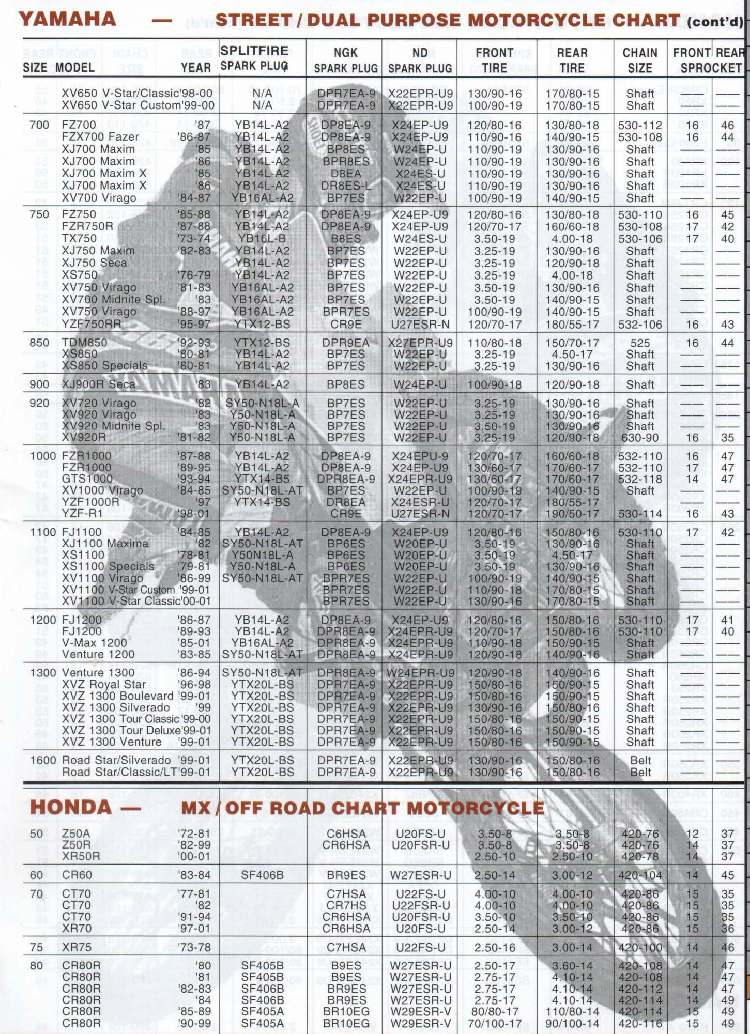 YAMAHA — STREET / DUAL PURPOSE MOTORCYCLE CHART (cont'd)
SIZE MODEL YEAR SPLITFIRE SPARK PLUG NGK SPARK PLUG ND SPARK PLUG FRONT TIRE REAR TIRE CHAIN SIZE FRONT REAR SPROCKET
XV650 V-Star/Classic '98-00 N/A DPR7EA-9 X22EPR-U9 130/90-16 170/80-15 Shaft — —
XV650 V-Star Custom '99-00 N/A DPR7EA-9 X22EPR-U9 100/90-19 170/80-15 Shaft — —
700 FZ700 '87 YB14L-A2 DP8EA-9 X24EP-U9 120/80-16 130/80-18 530-112 16 46
FZX700 Fazer '86-87 YB14L-A2 DP8EA-9 X24EP-U9 110/90-16 140/90-15 530-108 16 44
XJ700 Maxim '85 YB14L-A2 BP8ES W24EP-U 110/90-19 130/90-16 Shaft — —
XJ700 Maxim '86 YB14L-A2 BPR8ES W24EP-U 110/90-19 130/90-16 Shaft — —
XJ700 Maxim X '85 YB14L-A2 D8EA X24ES-U 110/90-19 130/90-16 Shaft — —
XJ700 Maxim X '86 YB14L-A2 DR8ES-L X24ES-U 110/90-19 130/90-16 Shaft — —
XV700 Virago '84-87 YB16AL-A2 BP7ES W22EP-U 100/90-19 140/90-15 Shaft — —
750 FZ750 '85-88 YB14L-A2 DP8EA-9 X24EP-U9 120/80-16 130/80-18 530-110 16 45
FZR750R '87-88 YB14L-A2 DP8EA-9 X24EP-U9 120/70-17 160/60-18 530-108 17 42
TX750 '73-74 YB16L-B B8ES W24ES-U 3.50-19 4.00-18 530-106 17 40
XJ750 Maxim '82-83 YB14L-A2 BP7ES W22EP-U 3.25-19 130/90-16 Shaft — —
XJ750 Seca YB14L-A2 BP7ES W22EP-U 3.25-19 120/90-18 Shaft — —
XS750 '76-79 YB14L-A2 BP7ES W22EP-U 3.25-19 4.00-18 Shaft — —
XV750 Virago '81-83 YB16AL-A2 BP7ES W22EP-U 3.50-19 130/90-16 Shaft — —
XV700 Midnite Spl. '83 YB16AL-A2 BP7ES W22EP-U 3.50-19 140/90-15 Shaft — —
XV750 Virago '88-97 YB16AL-A2 BPR7ES W22EP-U 100/90-19 140/90-15 Shaft — —
YZF750RR '95-97 YTX12-BS CR9E U27ESR-N 120/70-17 180/55-17 532-106 16 43
850 TDM850 '92-93 YTX12-BS DPR9EA X27EPR-U9 110/80-18 150/70-17 525 16 44
XS850 '80-81 YB14L-A2 BP7ES W22EP-U 3.25-19 4.50-17 Shaft — —
XS850 Specials '80-81 YB14L-A2 BP7ES W22EP-U 3.25-19 130/90-16 Shaft — —
900 XJ900R Seca '83 YB14L-A2 BP8ES W24EP-U 100/90-18 120/90-18 Shaft — —
920 XV720 Virago '82 SY50-N18L-A BP7ES W22EP-U 3.25-19 130/90-16 Shaft — —
XV920 Virago '83 Y50-N18L-A BP7ES W22EP-U 3.25-19 130/90-16 Shaft — —
XV920 Midnite Spl. '83 Y50-N18L-A BP7ES W22EP-U 3.50-19 130/90-16 Shaft — —
XV920R '81-82 Y50-N18L-A BP7ES W22EP-U 3.25-19 120/90-18 630-90 16 35
1000 FZR1000 '87-88 YB14L-A2 DP8EA-9 X24EPU-9 120/70-17 160/60-18 532-110 16 47
FZR1000 '89-95 YB14L-A2 DP8EA-9 X24EP-U9 130/60-17 170/60-17 532-110 17 47
GTS1000 '93-94 YTX14-BS DPR8EA-9 X24EPR-U9 130/60-17 170/60-17 532-118 14 47
XV1000 Virago '84-85 SY50-N18L-AT BP7ES W22EP-U 100/90-19 140/90-15 Shaft — —
YZF1000R '97 YTX14-BS DR8EA X24ESR-U 120/70-17 180/55-17
YZF-R1 '98-01 CR9E U27ESR-N 120/70-17 190/50-17 530-114 16 43
1100 FJ1100 '84-85 YB14L-A2 DP8EA-9 X24EP-U9 120/80-16 150/80-16 530-110 17 42
XJ1100 Maxima '82 SY50-N18L-AT BP6ES W20EP-U 3.50-19 130/90-16 Shaft — —
XS1100 '78-81 Y50N18L-A BP6ES W20EP-U 3.50-19 4.50-17 Shaft — —
XS1100 Specials '79-81 Y50-N18L-A BP6ES W20EP-U 3.50-19 130/90-16 Shaft — —
XV1100 Virago '86-99 SY50-N18L-AT BPR7ES W22EP-U 100/90-19 140/90-15 Shaft — —
XV1100 V-Star Custom '99-01 BPR7ES W22EP-U 110/90-18 170/80-15 Shaft — —
XV1100 V-Star Classic '00-01 BPR7ES W22EP-U 130/90-16 170/80-15 Shaft — —
1200 FJ1200 '86-87 YB14L-A2 DP8EA-9 X24EP-U9 120/80-16 150/80-16 530-110 17 41
FJ1200 '89-93 YB14L-A2 DPR8EA-9 X24EPR-U9 120/70-17 150/80-16 530-110 17 40
V-Max 1200 '85-01 YB16AL-A2 DPR8EA-9 X24EPR-U9 110/90-18 150/90-15 Shaft — —
Venture 1200 '83-85 SY50-N18L-AT DPR8EA-9 X24EPR-U9 120/90-18 140/90-16 Shaft — —
1300 Venture 1300 '86-94 SY50-N18L-AT DPR8EA-9 W24EPR-U9 120/90-18 140/90-16 Shaft — —
XVZ Royal Star '96-98 YTX20L-BS DPR7EA-9 X22EPR-U9 150/80-16 150/90-15 Shaft — —
XVZ 1300 Boulevard '99-01 YTX20L-BS DPR7EA-9 X22EPR-U9 150/80-16 150/90-15 Shaft — —
XVZ 1300 Silverado '99 YTX20L-BS DPR7EA-9 X22EPR-U9 130/90-16 150/80-16 Shaft — —
XVZ 1300 Tour Classic '99-00 YTX20L-BS DPR7EA-9 X22EPR-U9 150/80-16 150/90-15 Shaft — —
XVZ 1300 Tour Deluxe '99-01 YTX20L-BS DPR7EA-9 X22EPR-U9 150/80-16 150/90-15 Shaft — —
XVZ 1300 Venture '99-01 YTX20L-BS DPR7EA-9 X22EPR-U9 150/80-16 150/90-15 Shaft — —
1600 Road Star/Silverado '99-01 YTX20L-BS DPR7EA-9 X22EPR-U9 130/90-16 150/80-16 Belt — —
Road Star/Classic/LT '99-01 YTX20L-BS DPR7EA-9 X22EPR-U9 130/90-16 150/80-16 Belt — —
HONDA — MX / OFF ROAD CHART MOTORCYCLE
50 Z50A '72-81 C6HSA U20FS-U 3.50-8 3.50-8 420-76 12 37
Z50R '82-99 CR6HSA U20FSR-U 3.50-8 3.50-8 420-76 14 37
XR50R '00-01 2.50-10 2.50-10 420-78 14 37
60 CR60 '83-84 SF406B BR9ES W27ESR-U 2.50-14 3.00-12 420-104 14 45
70 CT70 '77-81 C7HSA U22FS-U 4.00-10 4.00-10 420-86 15 35
CT70 '82 CR7HS U22FSR-U 4.00-10 4.00-10 420-86 15 35
CT70 '91-94 CR6HSA U20FSR-U 3.50-10 3.50-10 420-86 15 35
XR70 '97-01 CR6HSA U20FS-U 2.50-14 3.00-12 420-86 15 36
75 XR75 '73-78 C7HSA U22FS-U 2.50-16 3.00-14 420-100 14 46
80 CR80R '80 SF405B B9ES W27ESR-U 2.50-17 3.60-14 420-108 14 47
CR80R '81 SF405B B9ES W27ESR-U 2.75-17 4.10-14 420-108 14 47
CR80R '82-83 SF406B BR9ES W27ESR-U 2.75-17 4.10-14 420-112 14 47
CR80R '84 SF406B BR9ES W27ESR-U 2.75-17 4.10-14 420-114 14 49
CR80R '85-89 SF405A BR10EG W29ESR-V 80/80-17 110/80-14 420-114 15 49
CR80R '90-99 SF405A BR10EG W29ESR-V 70/100-17 90/100-14 420-116 15 49